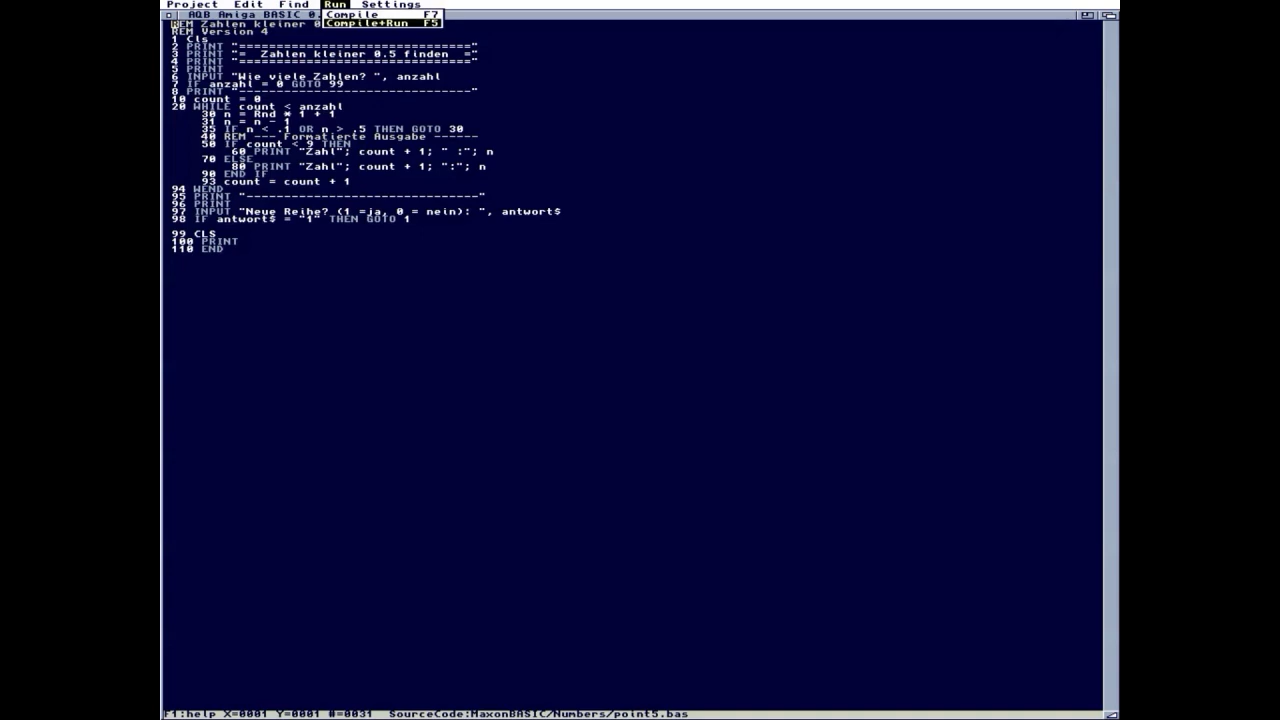 Project Edit Find Run Settings
AQB Amiga BASIC 0.
Compile F7
Compile+Run F5
REM Zahlen kleiner 0
REM Version 4
1 Cls
2 PRINT "================================"
3 PRINT "=  Zahlen kleiner 0.5 finden  ="
4 PRINT "================================"
5 PRINT
6 INPUT "Wie viele Zahlen? ", anzahl
7 IF anzahl = 0 GOTO 99
8 PRINT "-------------------------------"
10 count = 0
20 WHILE count < anzahl
30 n = Rnd * 1 + 1
31 n = n - 1
35 IF n < .1 OR n > .5 THEN GOTO 30
40 REM --- Formatierte Ausgabe ------
50 IF count < 9 THEN
60 PRINT "Zahl"; count + 1; " :"; n
70 ELSE
80 PRINT "Zahl"; count + 1; ":"; n
90 END IF
93 count = count + 1
94 WEND
95 PRINT "-------------------------------"
96 PRINT
97 INPUT "Neue Reihe? (1 =ja, 0 = nein): ", antwort$
98 IF antwort$ = "1" THEN GOTO 1
99 CLS
100 PRINT
110 END
F1:help X=0001 Y=0001 #=0031 SourceCode:MaxonBASIC/Numbers/point5.bas